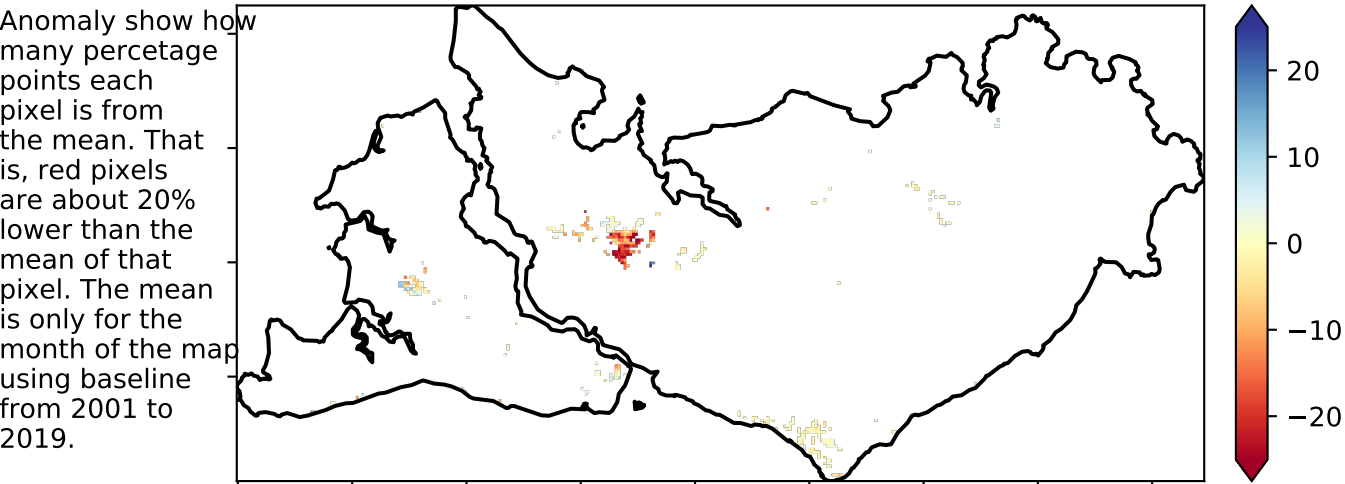 Anomaly show how
many percetage
points each
pixel is from
the mean. That
is, red pixels
are about 20%
lower than the
mean of that
pixel. The mean
is only for the
month of the map
using baseline
from 2001 to
2019.
20
10
0
−10
−20